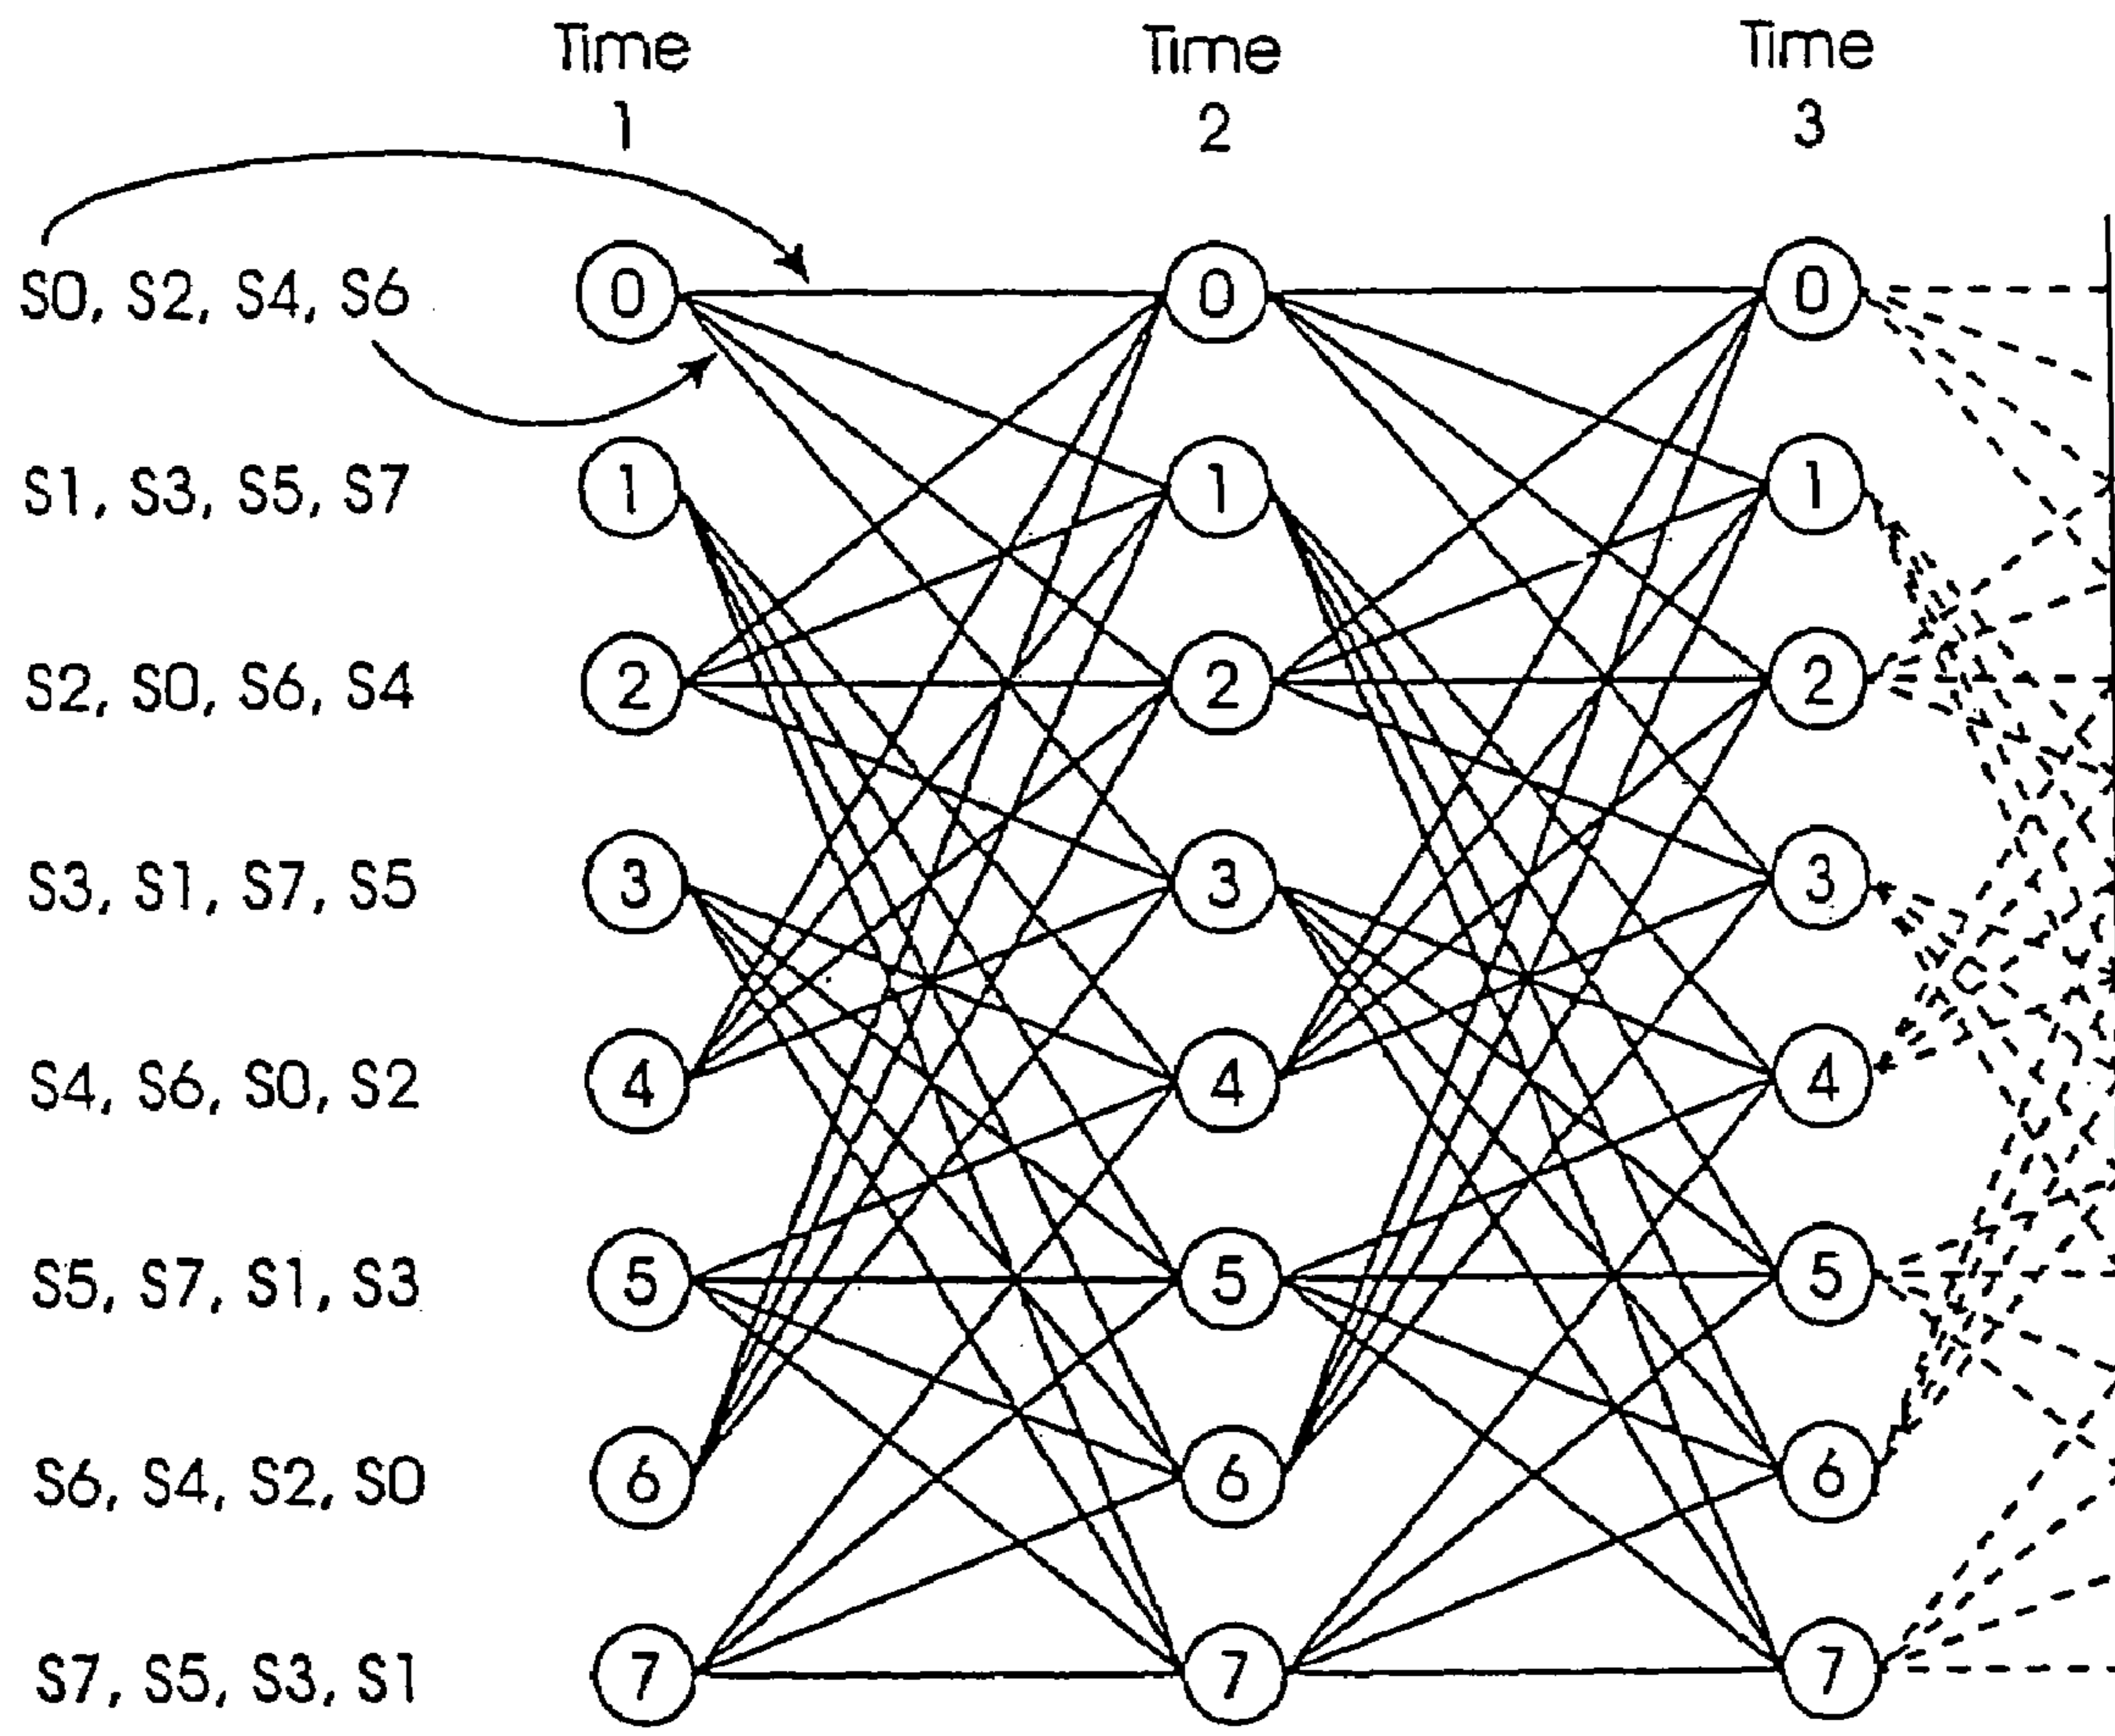 Time Time Time
1 2 3
S0, S2, S4, S6 0 0 0
S1, S3, S5, S7 1 1 1
S2, S0, S6, S4 2 2 2
S3, S1, S7, S5 3 3 3
S4, S6, S0, S2 4 4 4
S5, S7, S1, S3 5 5 5
S6, S4, S2, S0 6 6 6
S7, S5, S3, S1 7 7 7